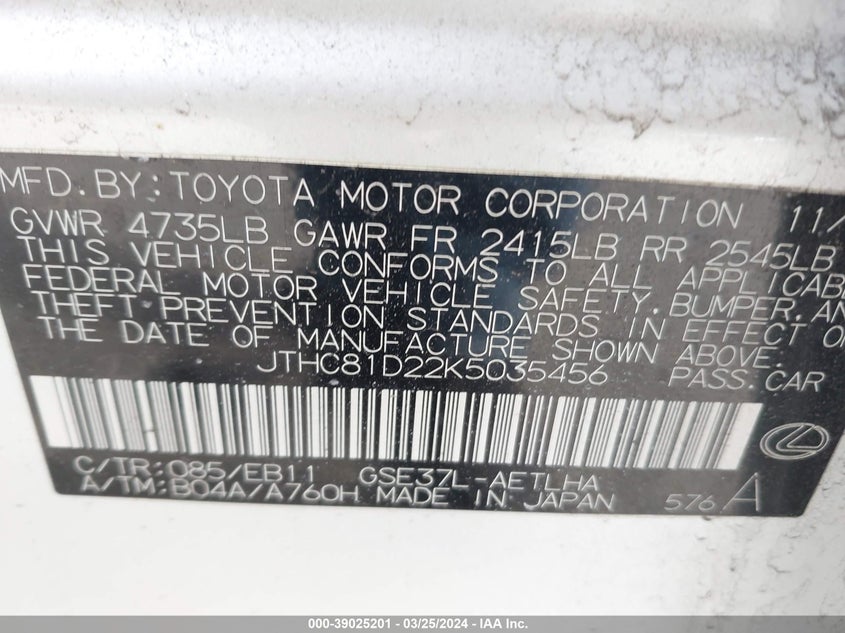 MFD. BY: TOYOTA MOTOR CORPORATION 11/
GVWR 4735LB GAWR FR 2415LB RR 2545LB
THIS VEHICLE CONFORMS TO ALL APPLICAB
FEDERAL MOTOR VEHICLE SAFETY, BUMPER, AN
THEFT PREVENTION STANDARDS IN EFFECT O
THE DATE OF MANUFACTURE SHOWN ABOVE.
JTHC81D22K5035456 PASS. CAR
C/TR: 085/EB11 GSE37L-AETLHA
A/TM: B04A/A760H MADE IN JAPAN 576 A
000-39025201 - 03/25/2024 - IAA Inc.